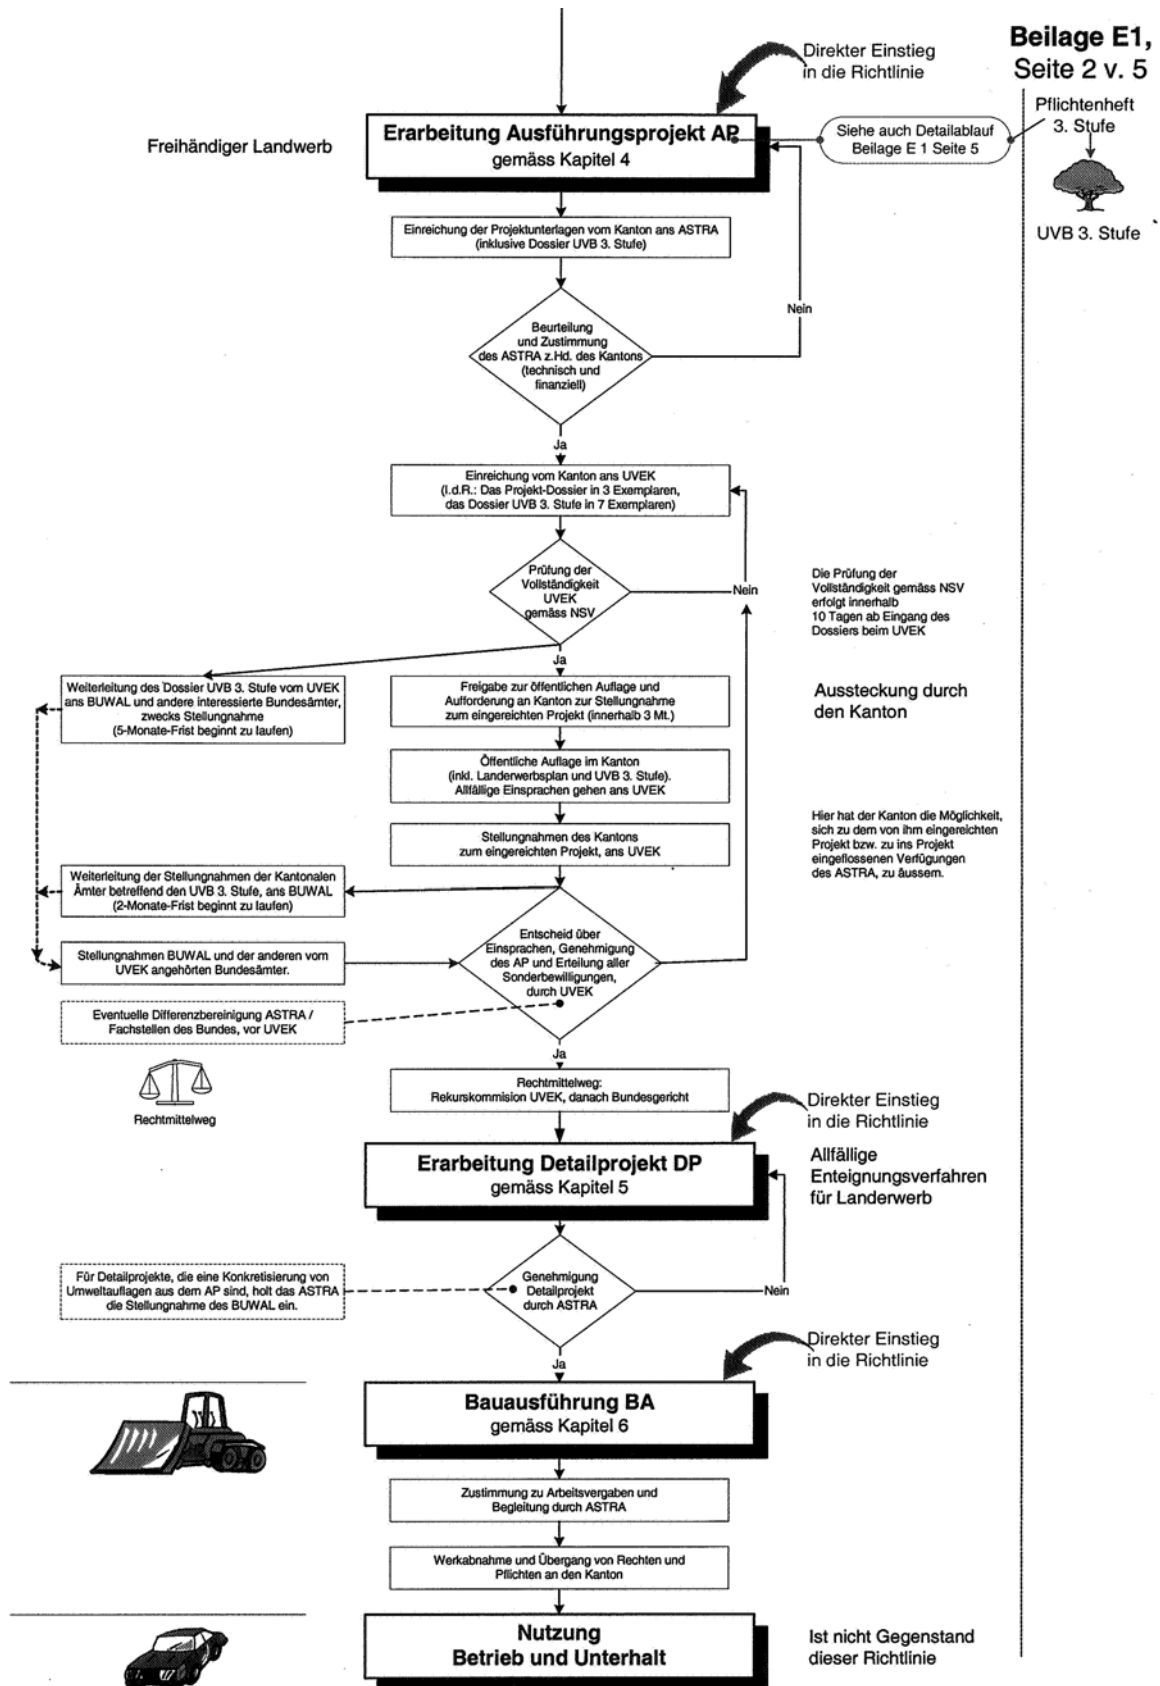 Beilage E1,
Seite 2 v. 5
Direkter Einstieg
in die Richtlinie
Pflichtenheft
3. Stufe
UVB 3. Stufe
Freihändiger Landwerb
Erarbeitung Ausführungsprojekt AP
gemäss Kapitel 4
Siehe auch Detailablauf
Beilage E 1 Seite 5
Einreichung der Projektunterlagen vom Kanton ans ASTRA
(inklusive Dossier UVB 3. Stufe)
Nein
Beurteilung
und Zustimmung
des ASTRA z.Hd. des Kantons
(technisch und
finanziell)
Ja
Einreichung vom Kanton ans UVEK
(i.d.R.: Das Projekt-Dossier in 3 Exemplaren,
das Dossier UVB 3. Stufe in 7 Exemplaren)
Prüfung der
Vollständigkeit
UVEK
gemäss NSV
Nein
Die Prüfung der
Vollständigkeit gemäss NSV
erfolgt innerhalb
10 Tagen ab Eingang des
Dossiers beim UVEK
Ja
Weiterleitung des Dossier UVB 3. Stufe vom UVEK
ans BUWAL und andere interessierte Bundesämter,
zwecks Stellungnahme
(5-Monate-Frist beginnt zu laufen)
Freigabe zur öffentlichen Auflage und
Aufforderung an Kanton zur Stellungnahme
zum eingereichten Projekt (innerhalb 3 Mt.)
Aussteckung durch
den Kanton
Öffentliche Auflage im Kanton
(inkl. Landerwerbsplan und UVB 3. Stufe).
Allfällige Einsprachen gehen ans UVEK
Stellungnahmen des Kantons
zum eingereichten Projekt, ans UVEK
Hier hat der Kanton die Möglichkeit,
sich zu dem von ihm eingereichten
Projekt bzw. zu ins Projekt
eingeflossenen Verfügungen
des ASTRA, zu äussern.
Weiterleitung der Stellungnahmen der Kantonalen
Ämter betreffend den UVB 3. Stufe, ans BUWAL
(2-Monate-Frist beginnt zu laufen)
Entscheid über
Einsprachen, Genehmigung
des AP und Erteilung aller
Sonderbewilligungen,
durch UVEK
Stellungnahmen BUWAL und der anderen vom
UVEK angehörten Bundesämter.
Eventuelle Differenzbereinigung ASTRA /
Fachstellen des Bundes, vor UVEK
Ja
Rechtmittelweg
Rechtmittelweg:
Rekurskommision UVEK, danach Bundesgericht
Direkter Einstieg
in die Richtlinie
Erarbeitung Detailprojekt DP
gemäss Kapitel 5
Allfällige
Enteignungsverfahren
für Landerwerb
Für Detailprojekte, die eine Konkretisierung von
Umweltauflagen aus dem AP sind, holt das ASTRA
die Stellungnahme des BUWAL ein.
Genehmigung
Detailprojekt
durch ASTRA
Nein
Direkter Einstieg
in die Richtlinie
Ja
Bauausführung BA
gemäss Kapitel 6
Zustimmung zu Arbeitsvergaben und
Begleitung durch ASTRA
Werkabnahme und Übergang von Rechten und
Pflichten an den Kanton
Nutzung
Betrieb und Unterhalt
Ist nicht Gegenstand
dieser Richtlinie